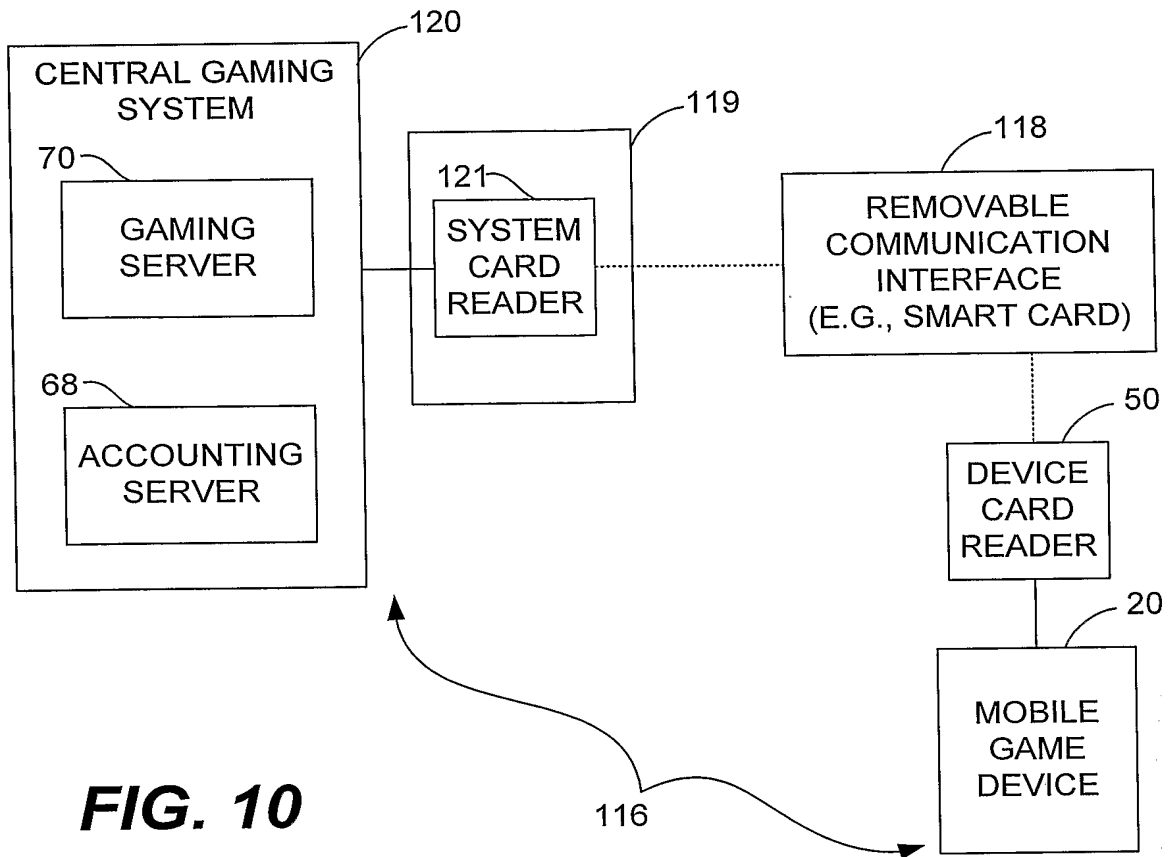 120
CENTRAL GAMING
SYSTEM
70
GAMING
SERVER
68
ACCOUNTING
SERVER
119
121
SYSTEM
CARD
READER
118
REMOVABLE
COMMUNICATION
INTERFACE
(E.G., SMART CARD)
50
DEVICE
CARD
READER
20
MOBILE
GAME
DEVICE
116
FIG. 10